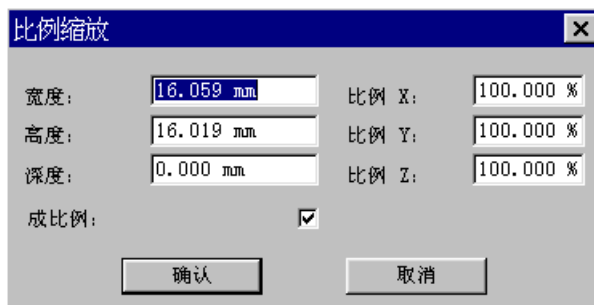 比例缩放
宽度: 16.059 mm 比例 X: 100.000 %
高度: 16.019 mm 比例 Y: 100.000 %
深度: 0.000 mm 比例 Z: 100.000 %
成比例:
确认 取消